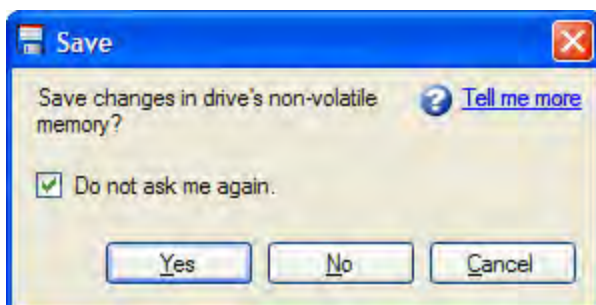 Save
Save changes in drive's non-volatile
memory?
Tell me more
Do not ask me again.
Yes
No
Cancel